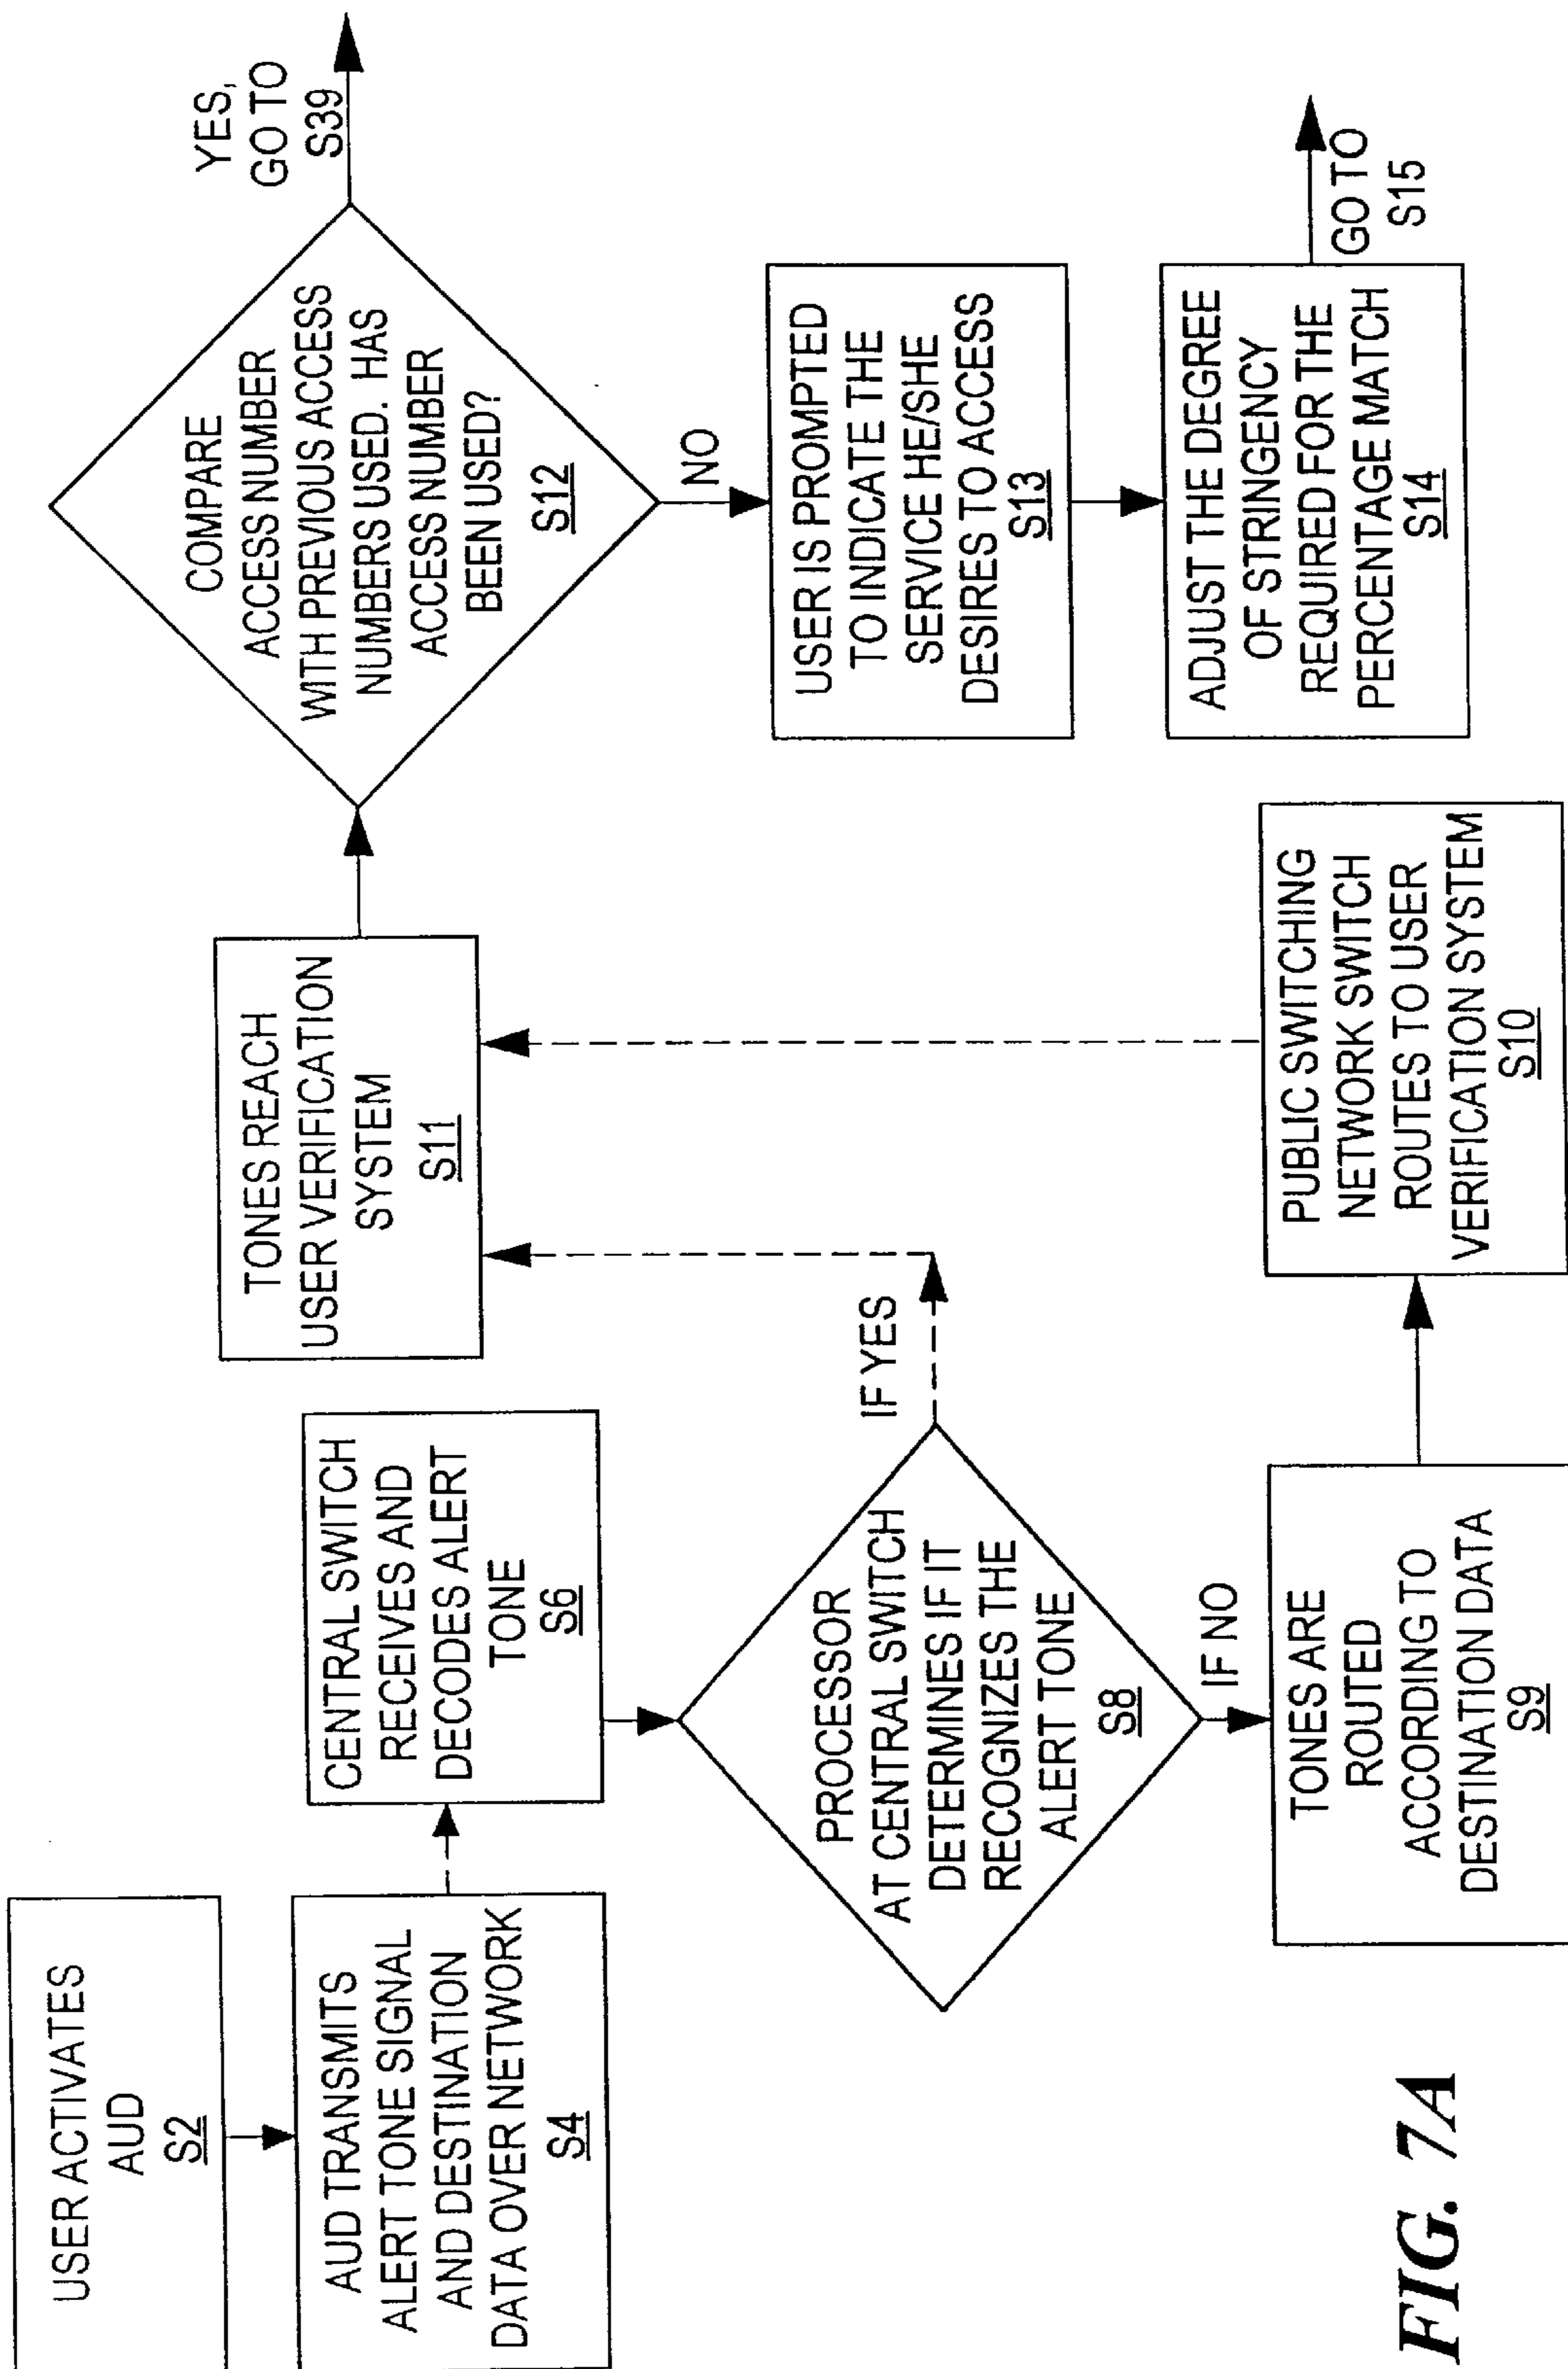 USER ACTIVATES
AUD
S2
AUD TRANSMITS
ALERT TONE SIGNAL
AND DESTINATION
DATA OVER NETWORK
S4
CENTRAL SWITCH
RECEIVES AND
DECODES ALERT
TONE
S6
PROCESSOR
AT CENTRAL SWITCH
DETERMINES IF IT
RECOGNIZES THE
ALERT TONE
S8
IF YES
IF NO
TONES ARE
ROUTED
ACCORDING TO
DESTINATION DATA
S9
PUBLIC SWITCHING
NETWORK SWITCH
ROUTES TO USER
VERIFICATION SYSTEM
S10
TONES REACH
USER VERIFICATION
SYSTEM
S11
COMPARE
ACCESS NUMBER
WITH PREVIOUS ACCESS
NUMBERS USED. HAS
ACCESS NUMBER
BEEN USED?
S12
YES,
GO TO
S39
NO
USER IS PROMPTED
TO INDICATE THE
SERVICE HE/SHE
DESIRES TO ACCESS
S13
ADJUST THE DEGREE
OF STRINGENCY
REQUIRED FOR THE
PERCENTAGE MATCH
S14
GO TO
S15
FIG. 7A